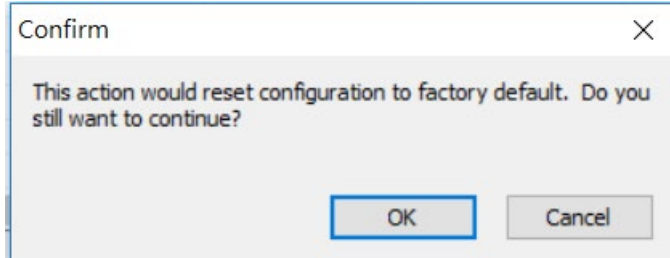 Confirm
This action would reset configuration to factory default.  Do you
still want to continue?
OK
Cancel